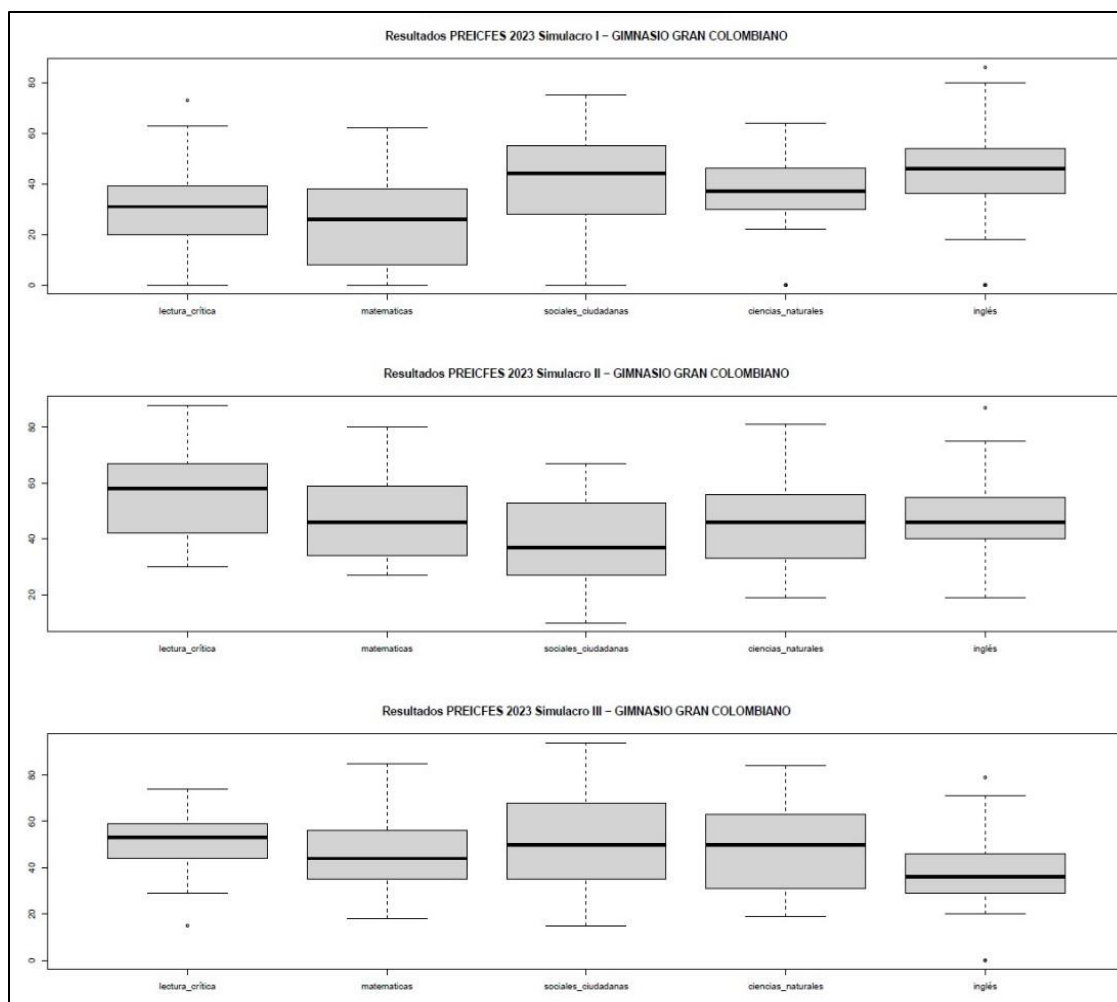 Resultados PREICFES 2023 Simulacro I – GIMNASIO GRAN COLOMBIANO
80
60
40
20
0
lectura_crítica matematicas sociales_ciudadanas ciencias_naturales inglés
Resultados PREICFES 2023 Simulacro II – GIMNASIO GRAN COLOMBIANO
80
60
40
20
lectura_crítica matematicas sociales_ciudadanas ciencias_naturales inglés
Resultados PREICFES 2023 Simulacro III – GIMNASIO GRAN COLOMBIANO
80
60
40
20
0
lectura_crítica matematicas sociales_ciudadanas ciencias_naturales inglés